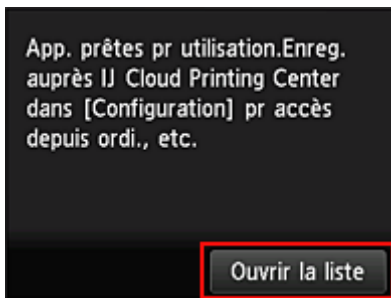 App. prêtes pr utilisation.Enreg.
auprès IJ Cloud Printing Center
dans [Configuration] pr accès
depuis ordi., etc.
Ouvrir la liste